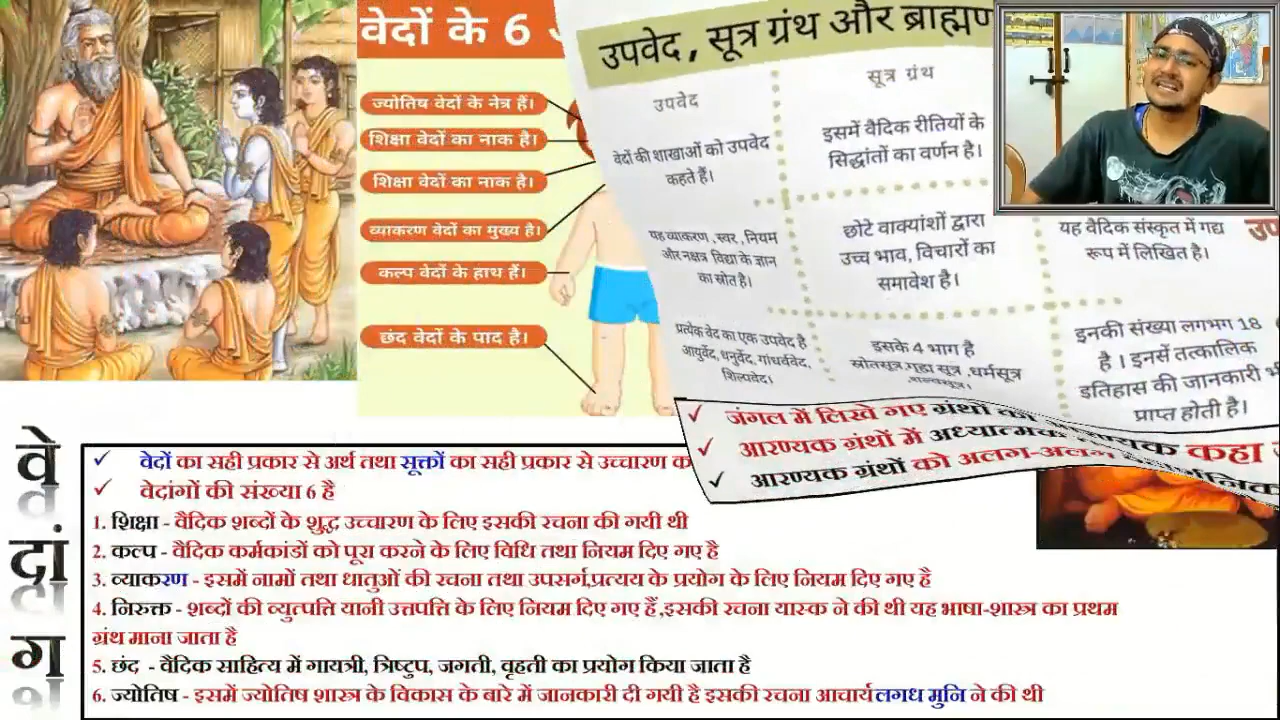 वेदों के 6
ज्योतिष वेदों के नेत्र हैं।
शिक्षा वेदों का नाक है।
शिक्षा वेदों का नाक है।
व्याकरण वेदों का मुख्य है।
कल्प वेदों के हाथ हैं।
छंद वेदों के पाद है।
उपवेद , सूत्र ग्रंथ और ब्राह्मण
उपवेद
वेदों की शाखाओं को उपवेद
कहते हैं।
यह व्याकरण , स्वर , नियम
और नक्षत्र विद्या के ज्ञान
का स्रोत है।
प्रत्येक वेद का एक उपवेद है
आयुर्वेद, धनुर्वेद, गांधर्ववेद,
शिल्पवेद।
सूत्र ग्रंथ
इसमें वैदिक रीतियों के
सिद्धांतों का वर्णन है।
छोटे वाक्यांशों द्वारा
उच्च भाव, विचारों का
समावेश है।
इसके 4 भाग है
स्रोतसूत्र, गृह्य सूत्र ,धर्मसूत्र
यह वैदिक संस्कृत में गद्य
रूप में लिखित है।
इनकी संख्या लगभग 18
है । इनसें तत्कालिक
इतिहास की जानकारी
प्राप्त होती है।
✓ जंगल में लिखे गए ग्रंथों को कहा
✓ आरण्यक ग्रंथों में
✓ आरण्यक ग्रंथों को अलग-अलग
वेदांग
✓ वेदों का सही प्रकार से अर्थ तथा सूक्तों का सही प्रकार से उच्चारण
✓ वेदांगों की संख्या 6 है
1. शिक्षा - वैदिक शब्दों के शुद्ध उच्चारण के लिए इसकी रचना की गयी थी
2. कल्प - वैदिक कर्मकांडों को पूरा करने के लिए विधि तथा नियम दिए गए है
3. व्याकरण - इसमें नामों तथा धातुओं की रचना तथा उपसर्ग,प्रत्यय के प्रयोग के लिए नियम दिए गए है
4. निरुक्त - शब्दों की व्युत्पत्ति यानी उत्तपत्ति के लिए नियम दिए गए हैं,इसकी रचना यास्क ने की थी यह भाषा-शास्त्र का प्रथम
ग्रंथ माना जाता है
5. छंद - वैदिक साहित्य में गायत्री, त्रिष्टुप, जगती, वृहती का प्रयोग किया जाता है
6. ज्योतिष - इसमें ज्योतिष शास्त्र के विकास के बारे में जानकारी दी गयी है इसकी रचना आचार्य लगध मुनि ने की थी